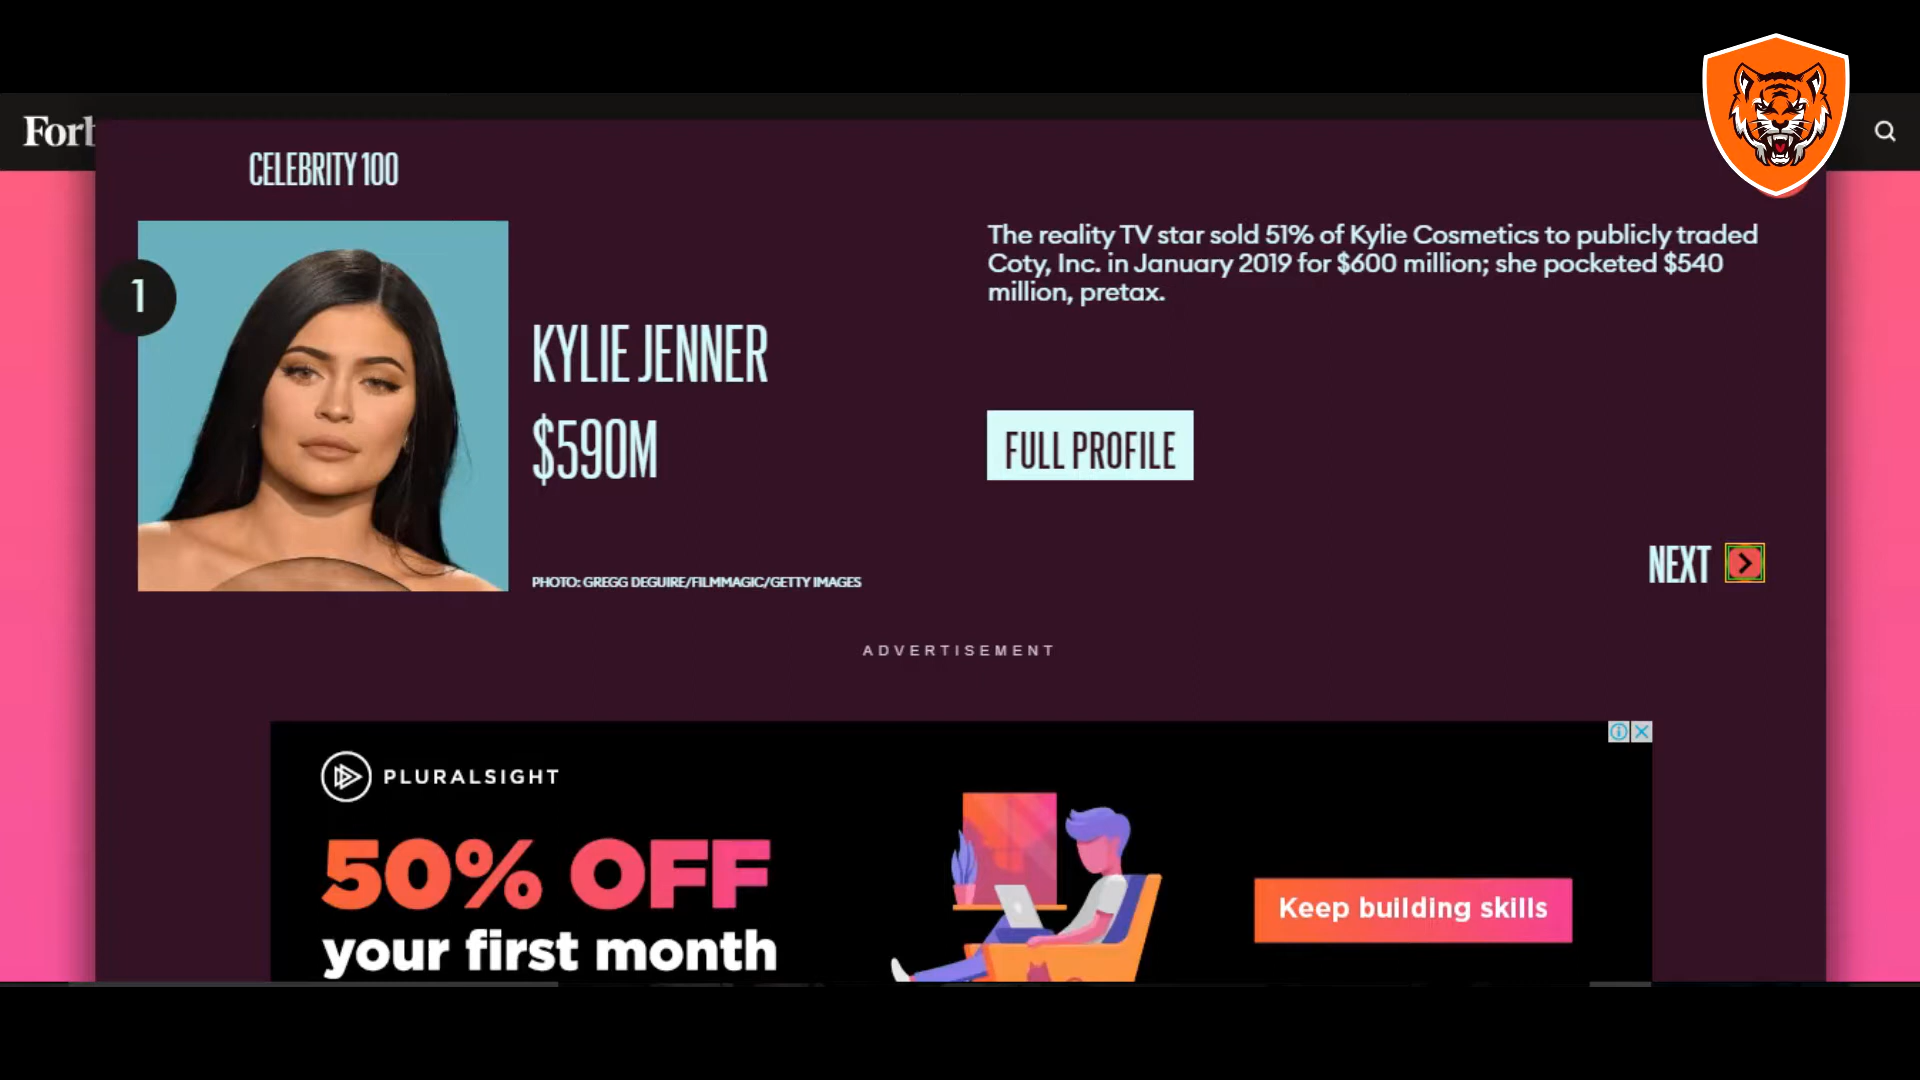 Forb
CELEBRITY 100
1
KYLIE JENNER
$590M
PHOTO: GREGG DEGUIRE/FILMMAGIC/GETTY IMAGES
The reality TV star sold 51% of Kylie Cosmetics to publicly traded
Coty, Inc. in January 2019 for $600 million; she pocketed $540
million, pretax.
FULL PROFILE
NEXT
ADVERTISEMENT
PLURALSIGHT
50% OFF
your first month
Keep building skills